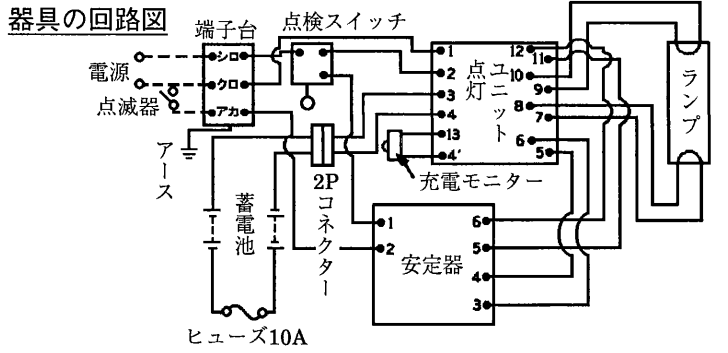 器具の回路図
端子台
点検スイッチ
シロ
クロ
アカ
電源
点滅器
アース
1
2
3
4
13
4'
点灯ユニット
12
11
10
9
8
7
6
5
ランプ
充電モニター
2Pコネクター
蓄電池
ヒューズ10A
安定器
1
2
6
5
4
3